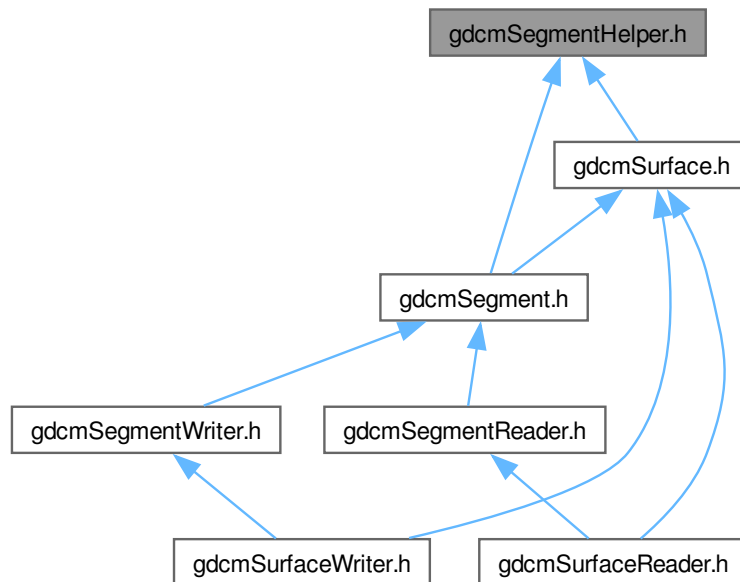 gdcmSegmentHelper.h
gdcmSurface.h
gdcmSegment.h
gdcmSegmentWriter.h
gdcmSegmentReader.h
gdcmSurfaceWriter.h
gdcmSurfaceReader.h